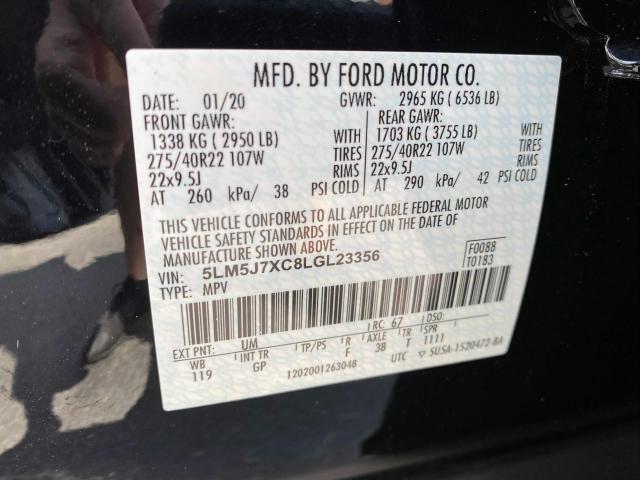 MFD. BY FORD MOTOR CO.
DATE: 01/20 GVWR: 2965 KG ( 6536 LB)
FRONT GAWR: REAR GAWR:
1338 KG ( 2950 LB) WITH 1703 KG ( 3755 LB) WITH
275/40R22 107W TIRES 275/40R22 107W TIRES
22x9.5J RIMS 22x9.5J RIMS
AT 260 kPa/ 38 PSI COLD AT 290 kPa/ 42 PSI COLD
THIS VEHICLE CONFORMS TO ALL APPLICABLE FEDERAL MOTOR
VEHICLE SAFETY STANDARDS IN EFFECT ON THE DATE OF
MANUFACTURE SHOWN ABOVE.
VIN: 5LM5J7XC8LGL23356 F0088
TYPE: MPV T0183
EXT PNT: UM RC: 67 DSO:
WB INT TR TP/PS R AXLE TR SPR
119 GP F 3B T 1111
1202001263048 UTC ▽ 5U5A-1520472-BA